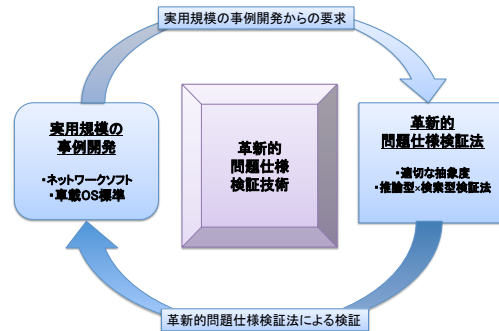 実用規模の事例開発からの要求
実用規模の
事例開発
・ネットワークソフト
・車載OS標準
革新的
問題仕様
検証技術
革新的
問題仕様検証法
・適切な抽象度
・推論型×検索型検証法
革新的問題仕様検証法による検証